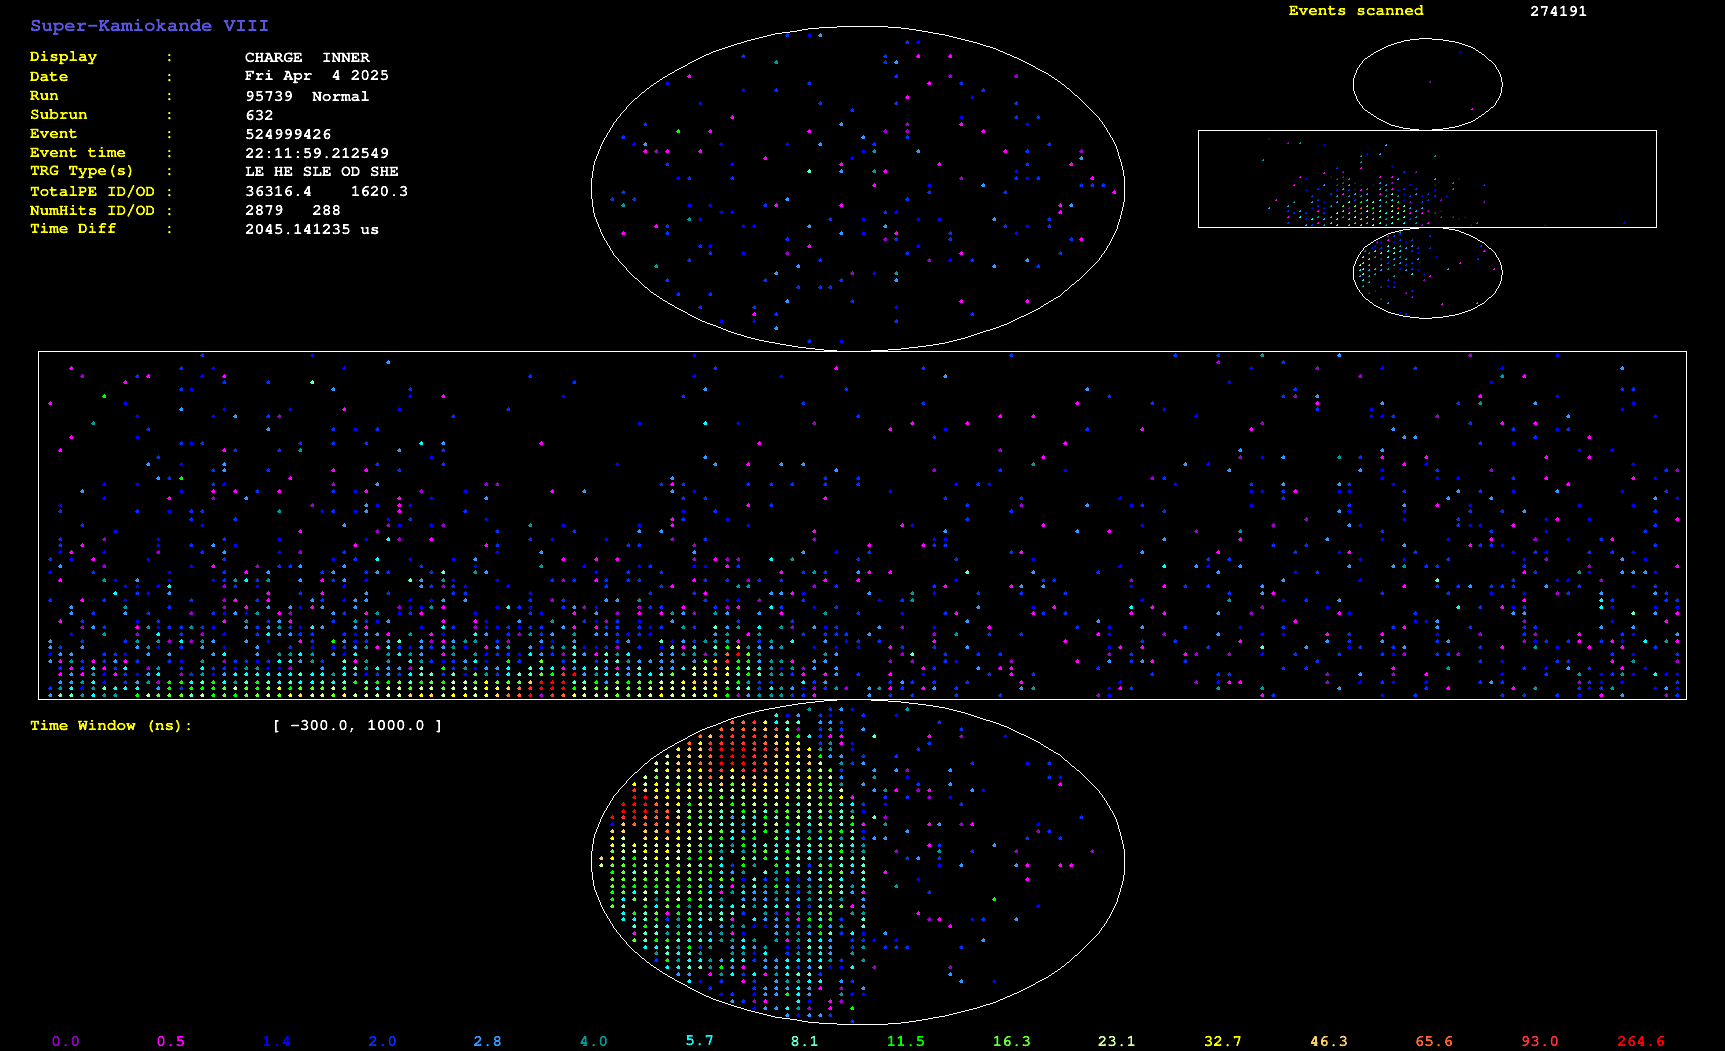 Super-Kamiokande VIII
Events scanned 274191
Display : CHARGE INNER
Date : Fri Apr 4 2025
Run : 95739 Normal
Subrun : 632
Event : 524999426
Event time : 22:11:59.212549
TRG Type(s) : LE HE SLE OD SHE
TotalPE ID/OD : 36316.4 1620.3
NumHits ID/OD : 2879 288
Time Diff : 2045.141235 us
Time Window (ns): [ -300.0, 1000.0 ]
0.0 0.5 1.4 2.0 2.8 4.0 5.7 8.1 11.5 16.3 23.1 32.7 46.3 65.6 93.0 264.6